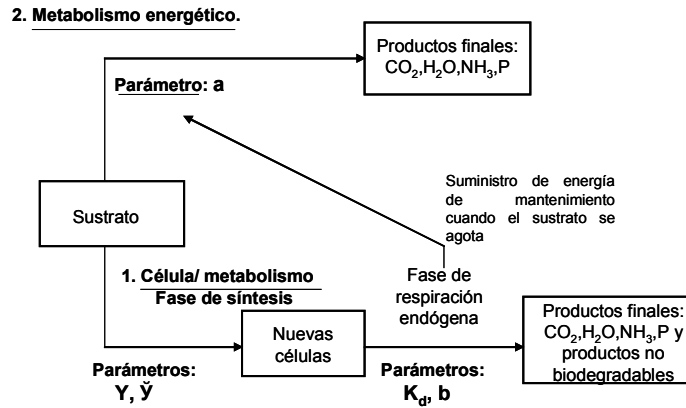 2. Metabolismo energético.
Productos finales:
CO₂,H₂O,NH₃,P
Parámetro: a
Suministro de energía
de mantenimiento
cuando el sustrato se
agota
Sustrato
1. Célula/ metabolismo
Fase de síntesis
Fase de
respiración
endógena
Nuevas
células
Productos finales:
CO₂,H₂O,NH₃,P y
productos no
biodegradables
Parámetros:
Y, Y̌
Parámetros:
K_d, b